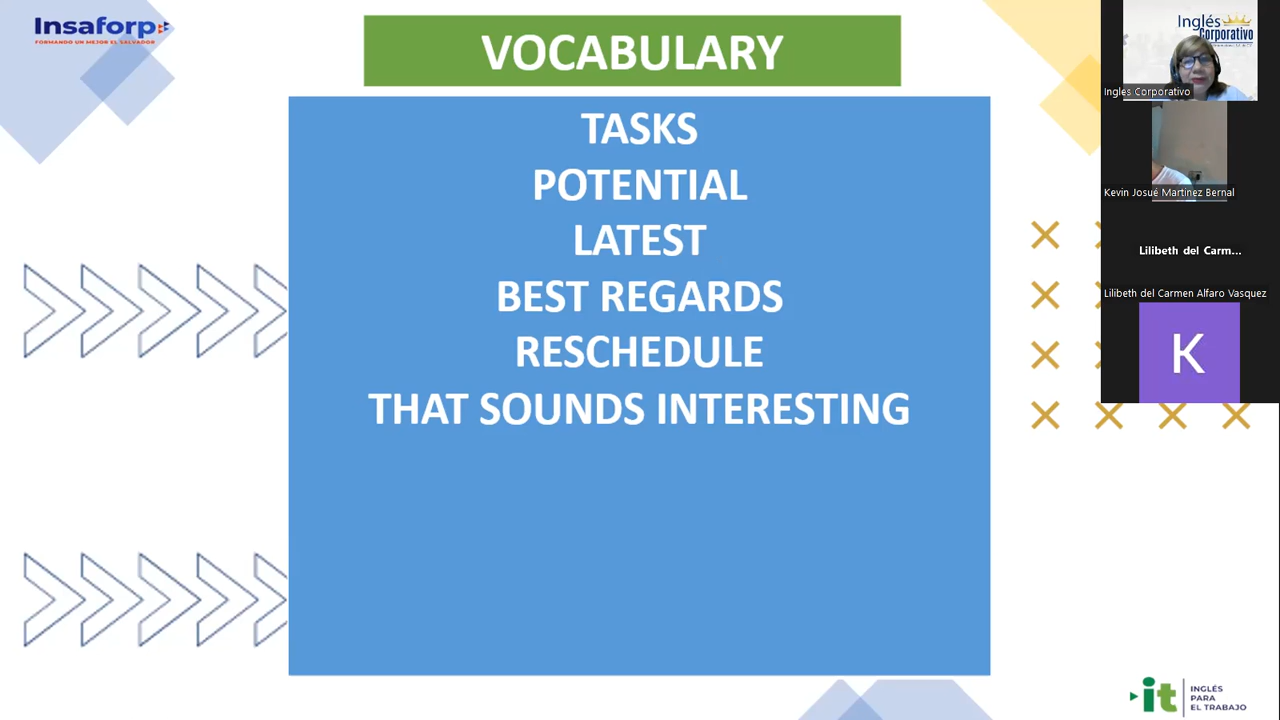 Insaforp
FORMANDO UN MEJOR EL SALVADOR
VOCABULARY
TASKS
POTENTIAL
LATEST
BEST REGARDS
RESCHEDULE
THAT SOUNDS INTERESTING
Inglés
Corporativo
Ingles Corporativo
Kevin Josué Martinez Bernal
Lilibeth del Carm...
Lilibeth del Carmen Alfaro Vasquez
K
it
INGLÉS
PARA
EL TRABAJO